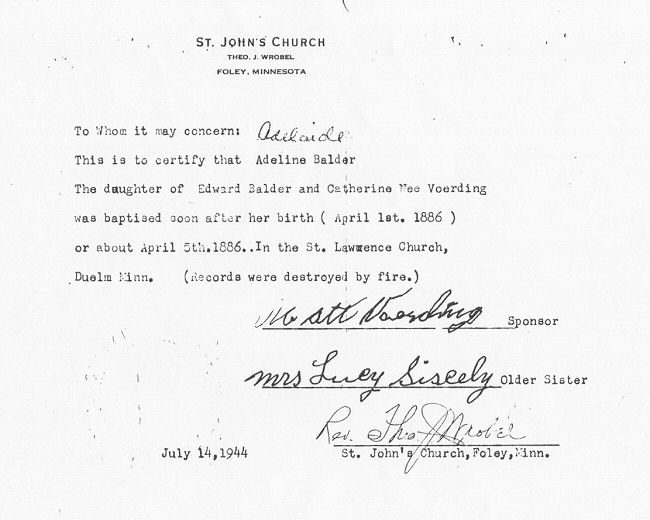 ST. JOHN'S CHURCH
THEO. J. WROBEL
FOLEY, MINNESOTA
To Whom it may concern: Adelaide
This is to certify that Adeline Balder
The daughter of Edward Balder and Catherine Nee Voerding
was baptised soon after her birth ( April 1st. 1886 )
or about April 5th.1886..In the St. Lawrence Church,
Duelm Minn. (Records were destroyed by fire.)
Matt Voerding Sponsor
Mrs Lucy Siscely Older Sister
Rev. Theo. J. Wrobel
July 14,1944 St. John's Church,Foley,Minn.